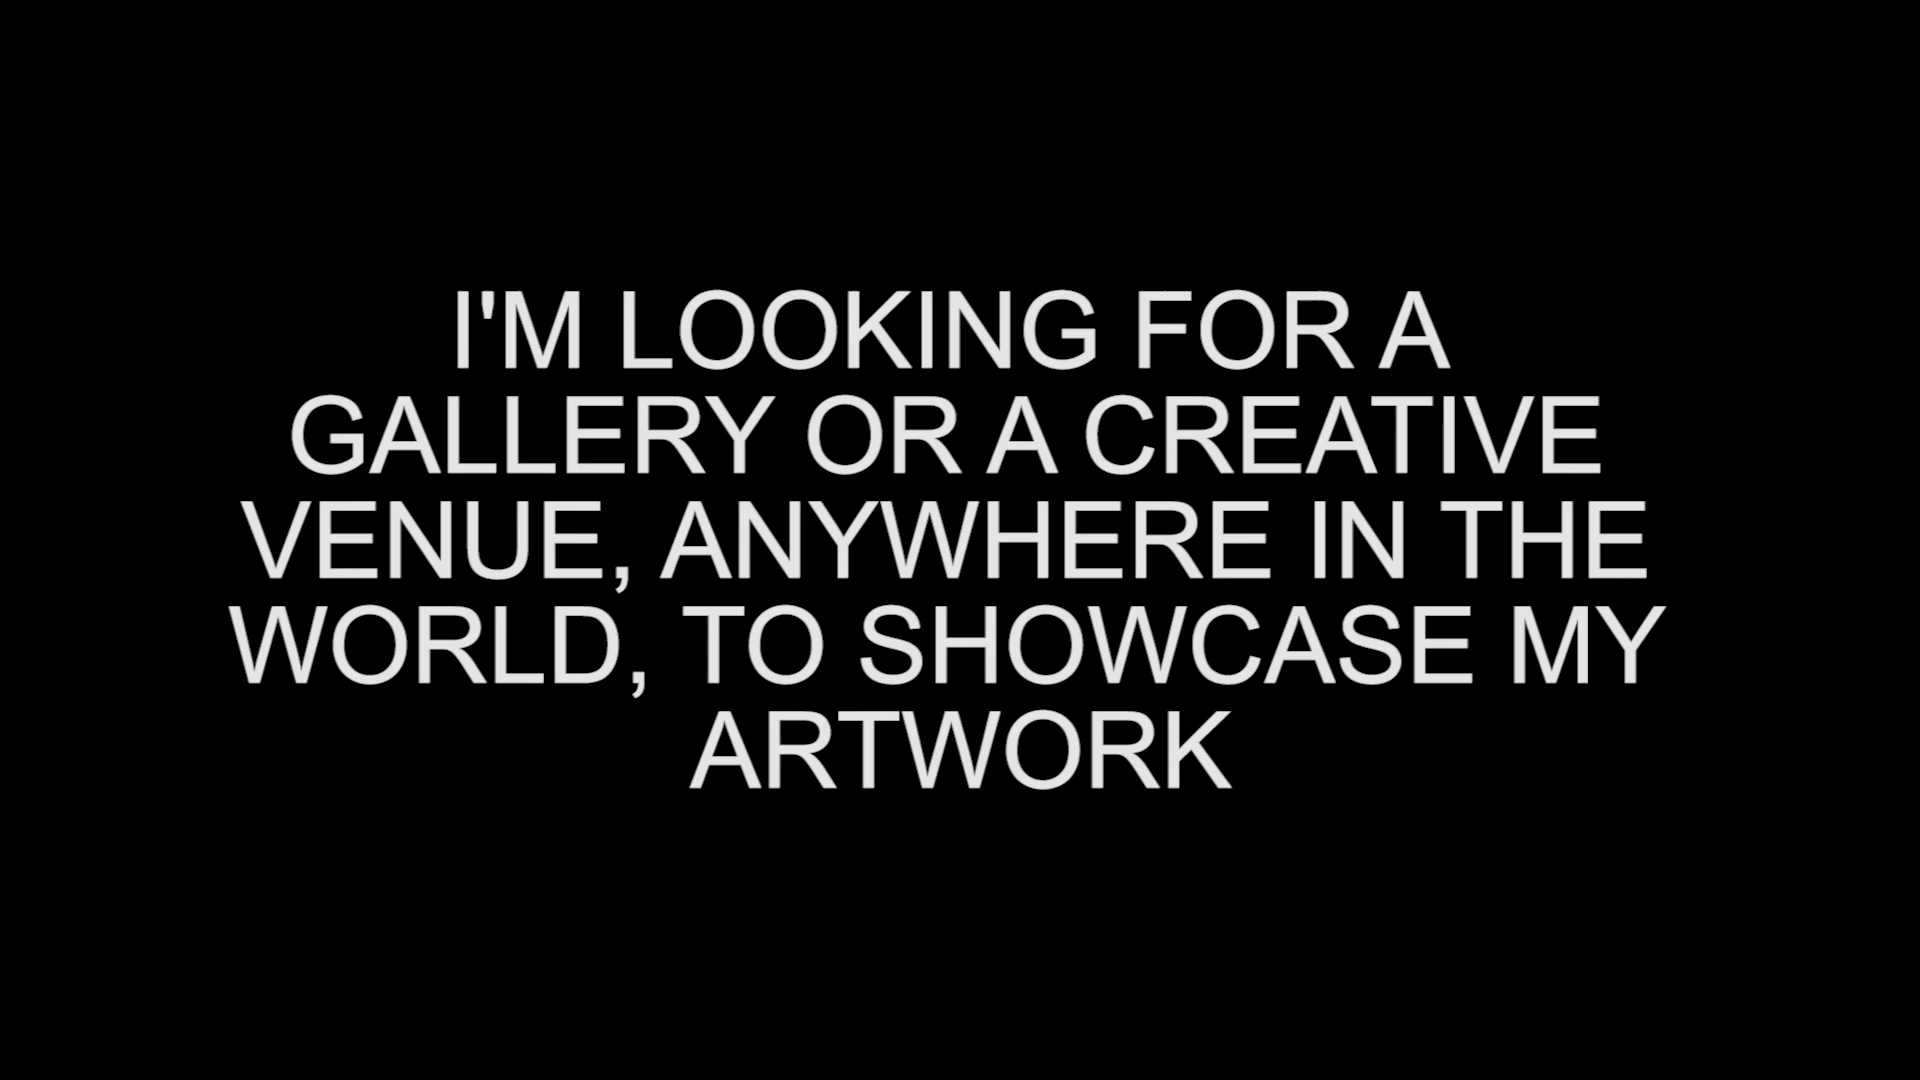 I'M LOOKING FOR A
GALLERY OR A CREATIVE
VENUE, ANYWHERE IN THE
WORLD, TO SHOWCASE MY
ARTWORK